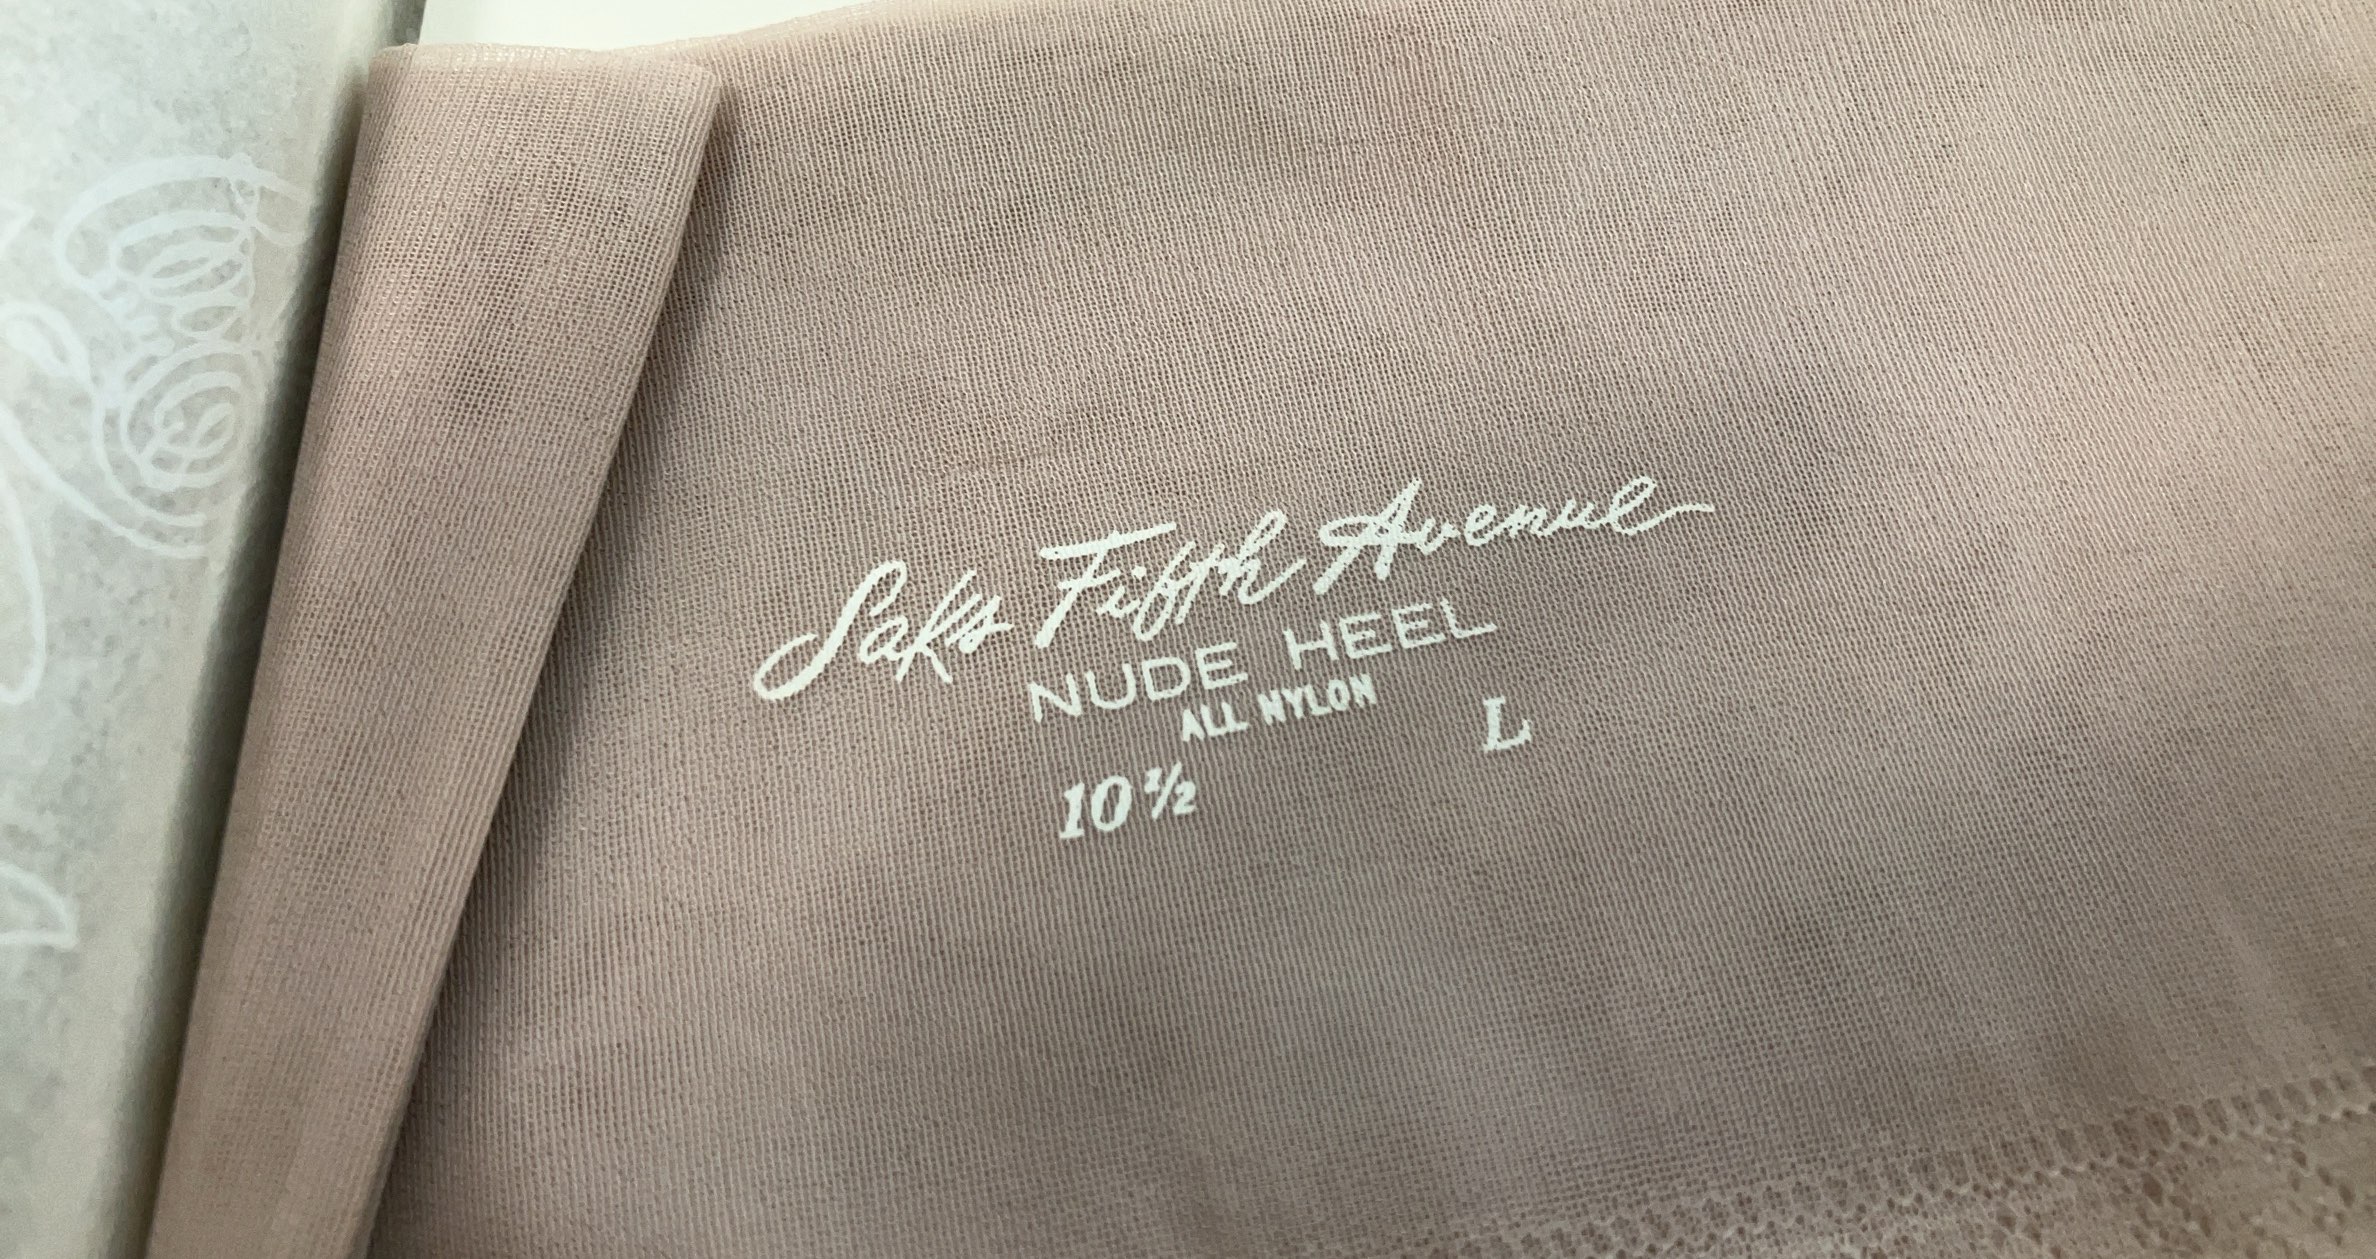 Saks Fifth Avenue
NUDE HEEL
ALL NYLON
L
10 1/2